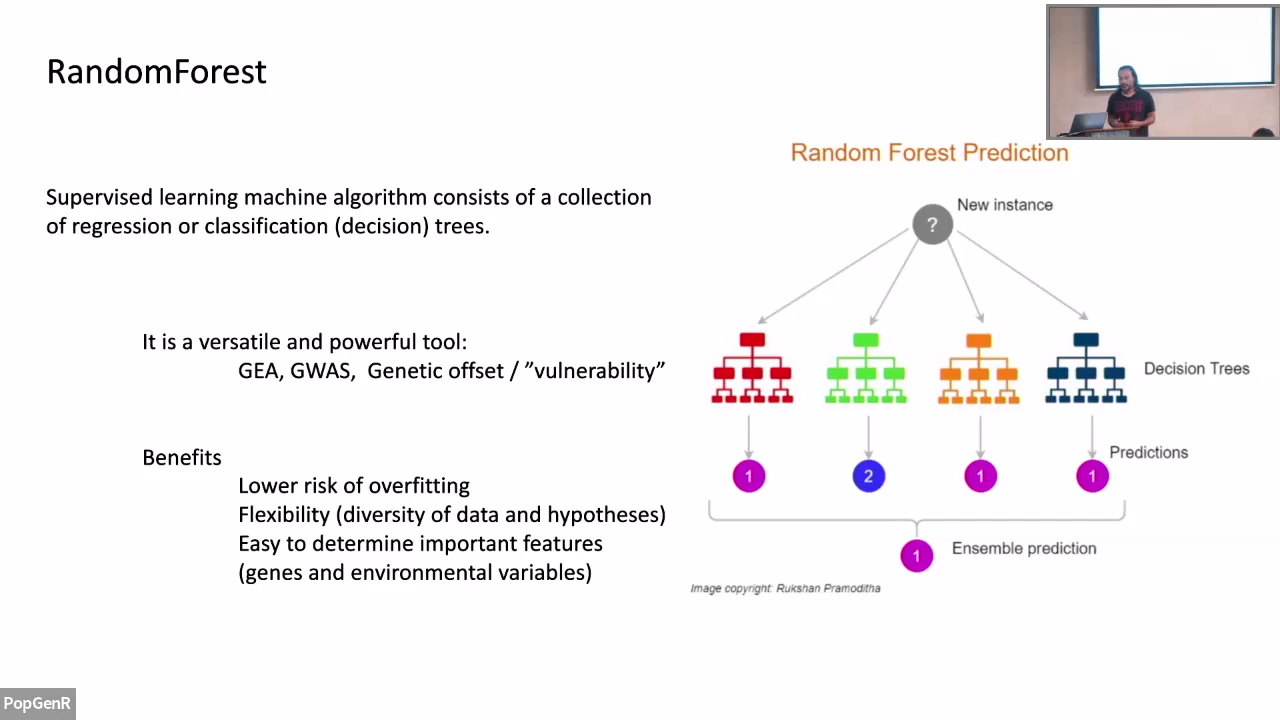 RandomForest
Supervised learning machine algorithm consists of a collection
of regression or classification (decision) trees.
It is a versatile and powerful tool:
GEA, GWAS,  Genetic offset / ”vulnerability”
Benefits
Lower risk of overfitting
Flexibility (diversity of data and hypotheses)
Easy to determine important features
(genes and environmental variables)
Random Forest Prediction
New instance
?
Decision Trees
1
2
1
1
Predictions
1
Ensemble prediction
Image copyright: Rukshan Pramoditha
PopGenR